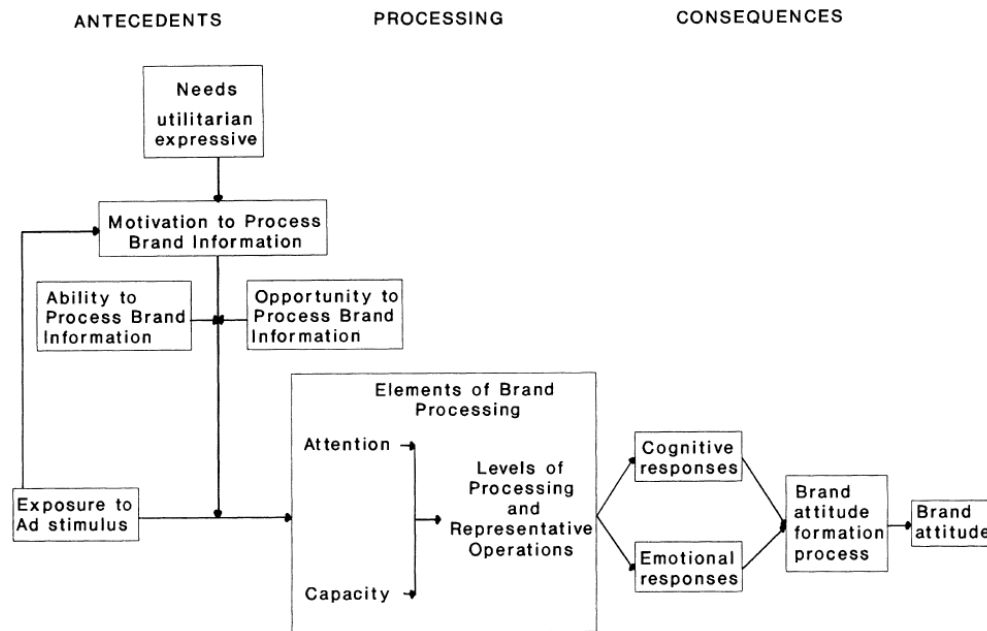 ANTECEDENTS PROCESSING CONSEQUENCES
Needs
utilitarian
expressive
Motivation to Process
Brand Information
Ability to
Process Brand
Information
Opportunity to
Process Brand
Information
Elements of Brand
Processing
Attention
Levels of
Processing
and
Representative
Operations
Capacity
Exposure to
Ad stimulus
Cognitive
responses
Emotional
responses
Brand
attitude
formation
process
Brand
attitude